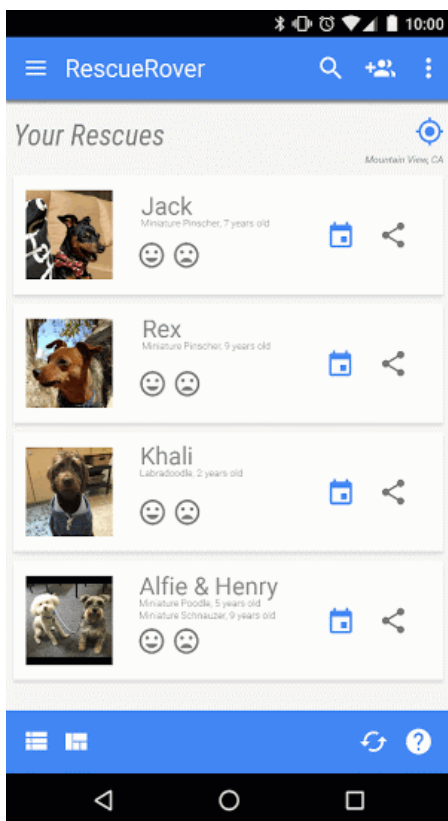 10:00
RescueRover
Your Rescues
Mountain View, CA
Jack
Miniature Pinscher, 7 years old
Rex
Miniature Pinscher, 9 years old
Khali
Labradoodle, 2 years old
Alfie & Henry
Miniature Poodle, 5 years old
Miniature Schnauzer, 9 years old